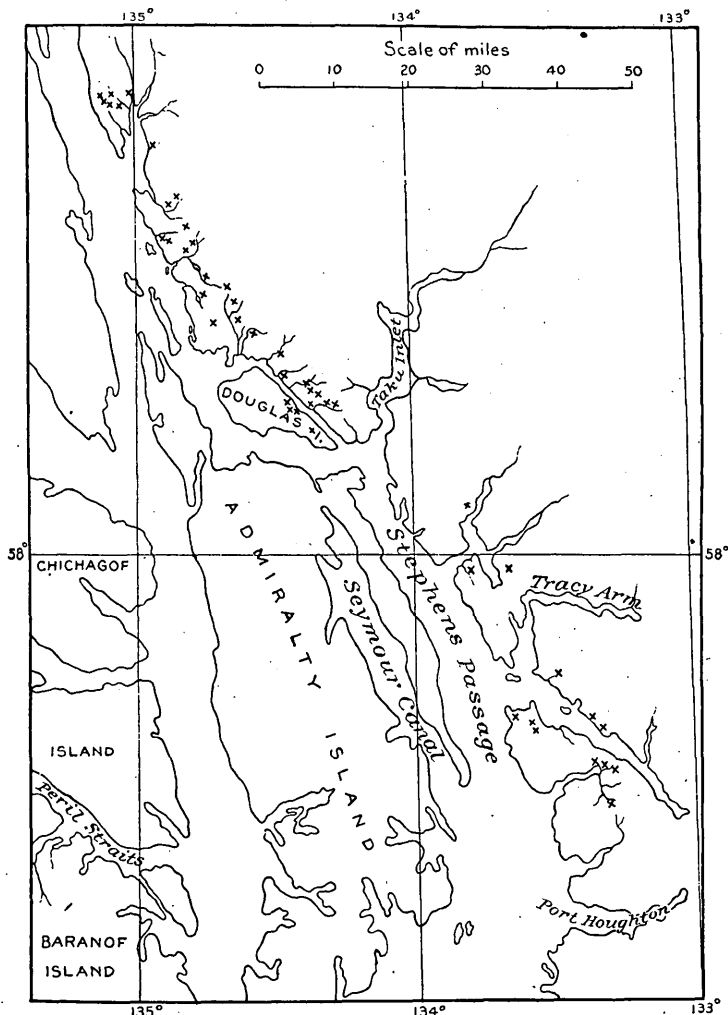 135°
134°
133°
Scale of miles
0 10 20 30 40 50
Taku Inlet
DOUGLAS I.
ADMIRALTY ISLAND
58°
58°
CHICHAGOF
ISLAND
Stephens Passage
Seymour Canal
Tracy Arm
Peril Straits
Port Houghton
BARANOF
ISLAND
135°
134°
133°